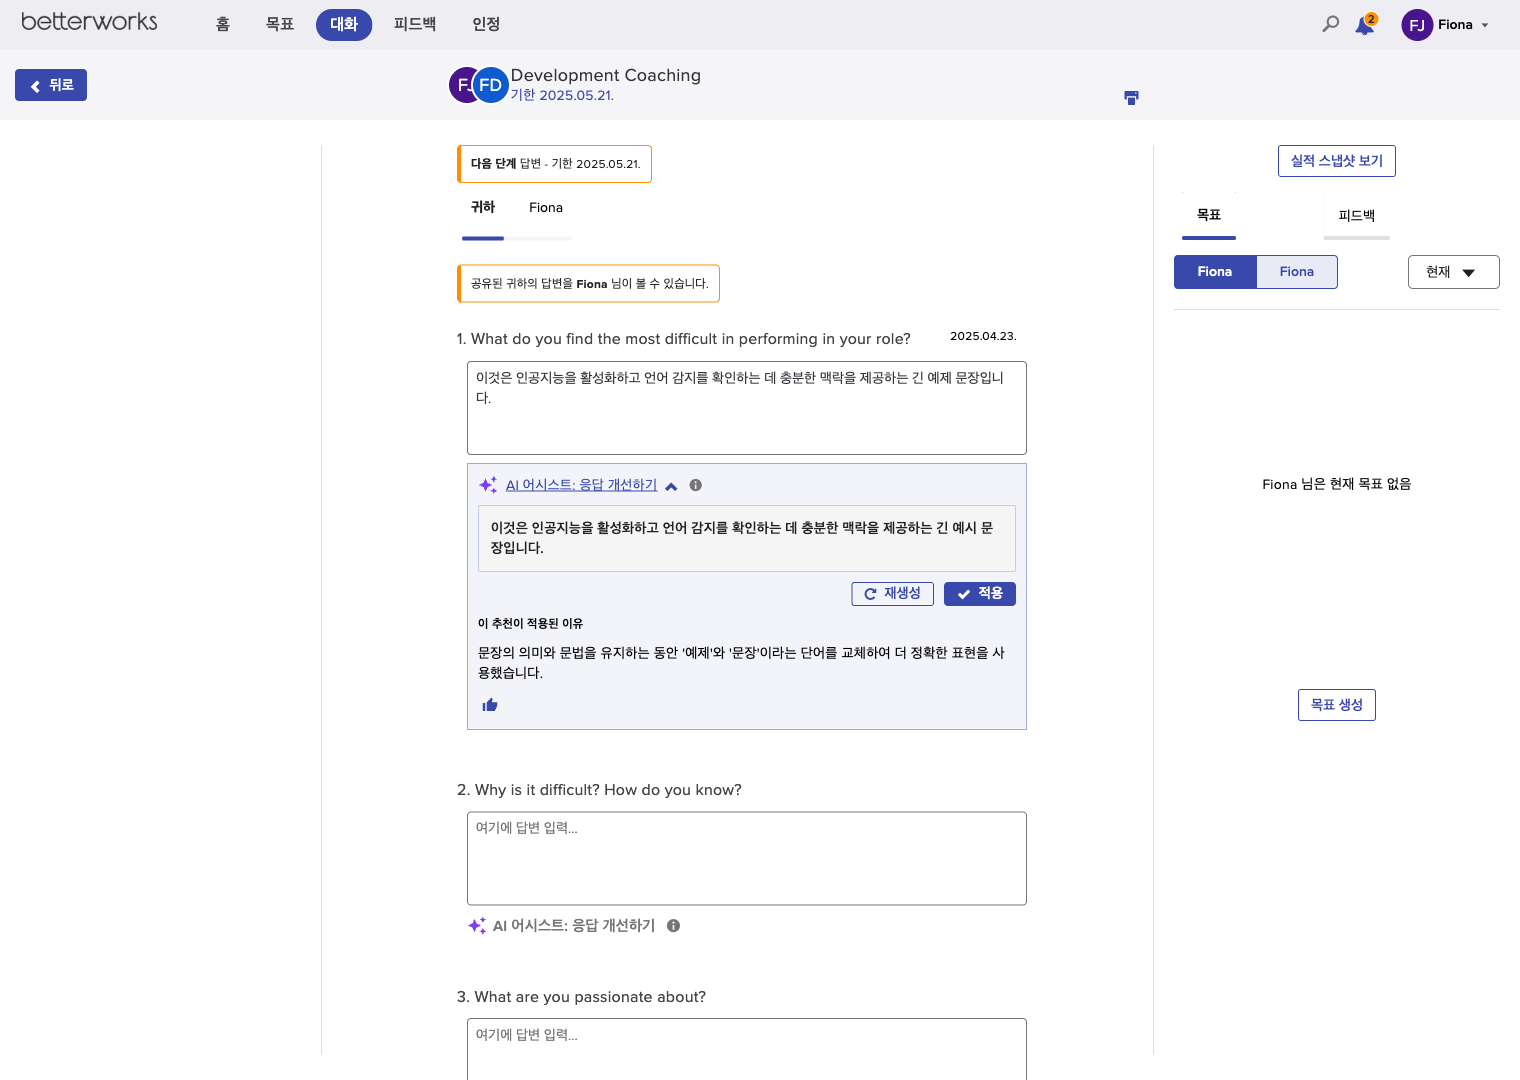 betterworks
홈
목표
대화
피드백
인정
2
FJ
Fiona
뒤로
FJ
FD
Development Coaching
기한 2025.05.21.
다음 단계 답변 - 기한 2025.05.21.
귀하
Fiona
공유된 귀하의 답변을 Fiona 님이 볼 수 있습니다.
1. What do you find the most difficult in performing in your role?
2025.04.23.
이것은 인공지능을 활성화하고 언어 감지를 확인하는 데 충분한 맥락을 제공하는 긴 예제 문장입니
다.
AI 어시스트: 응답 개선하기
이것은 인공지능을 활성화하고 언어 감지를 확인하는 데 충분한 맥락을 제공하는 긴 예시 문
장입니다.
재생성
적용
이 추천이 적용된 이유
문장의 의미와 문법을 유지하는 동안 '예제'와 '문장'이라는 단어를 교체하여 더 정확한 표현을 사
용했습니다.
2. Why is it difficult? How do you know?
여기에 답변 입력...
AI 어시스트: 응답 개선하기
3. What are you passionate about?
여기에 답변 입력...
실적 스냅샷 보기
목표
피드백
Fiona
Fiona
현재
Fiona 님은 현재 목표 없음
목표 생성